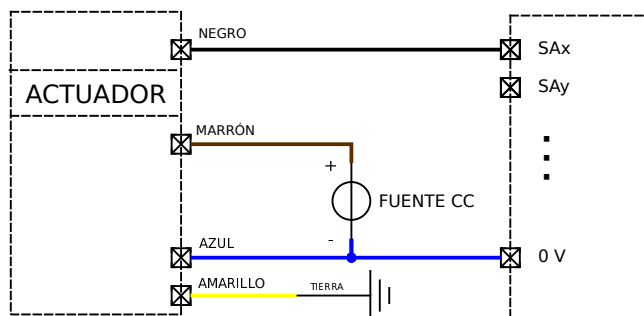 NEGRO
SAx
ACTUADOR
SAy
MARRÓN
+
FUENTE CC
-
AZUL
0 V
AMARILLO
TIERRA